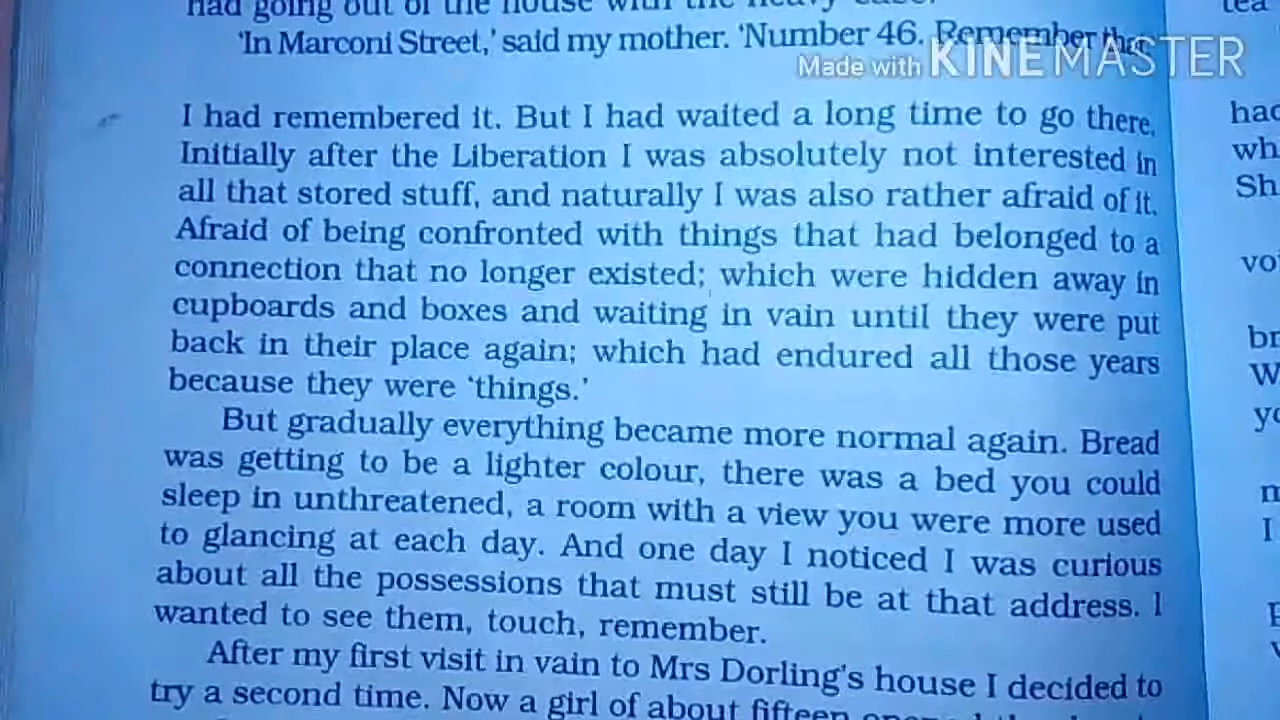 had going out of the house with the heavy case.
'In Marconi Street,' said my mother. 'Number 46. Remember that
Made with KINEMASTER
I had remembered it. But I had waited a long time to go there.
Initially after the Liberation I was absolutely not interested in
all that stored stuff, and naturally I was also rather afraid of it.
Afraid of being confronted with things that had belonged to a
connection that no longer existed; which were hidden away in
cupboards and boxes and waiting in vain until they were put
back in their place again; which had endured all those years
because they were 'things.'
But gradually everything became more normal again. Bread
was getting to be a lighter colour, there was a bed you could
sleep in unthreatened, a room with a view you were more used
to glancing at each day. And one day I noticed I was curious
about all the possessions that must still be at that address. I
wanted to see them, touch, remember.
After my first visit in vain to Mrs Dorling's house I decided to
try a second time. Now a girl of about fifteen opened the
tea
had
wh
Sh
vo
br
W
yo
I